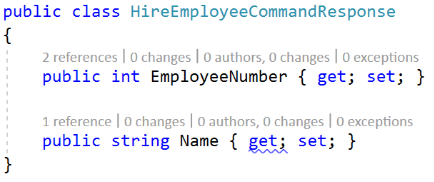 public class HireEmployeeCommandResponse
{
2 references | 0 changes | 0 authors, 0 changes | 0 exceptions
public int EmployeeNumber { get; set; }
1 reference | 0 changes | 0 authors, 0 changes | 0 exceptions
public string Name { get; set; }
}